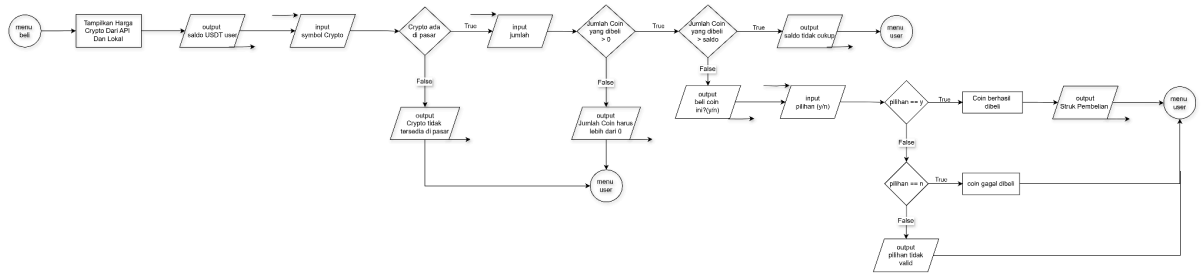 menu
beli
Tampilkan Harga
Crypto Dari API
Dan Lokal
output
saldo USDT user
input
symbol Crypto
Crypto ada
di pasar
True
input
jumlah
Jumlah Coin
yang dibeli
> 0
True
Jumlah Coin
yang dibeli
> saldo
True
output
saldo tidak cukup
menu
user
False
output
Crypto tidak
tersedia di pasar
False
output
Jumlah Coin harus
lebih dari 0
menu
user
False
output
beli coin
ini?(y/n)
input
pilihan (y/n)
pilihan == y
True
Coin berhasil
dibeli
output
Struk Pembelian
menu
user
False
pilihan == n
True
coin gagal dibeli
False
output
pilihan tidak
valid